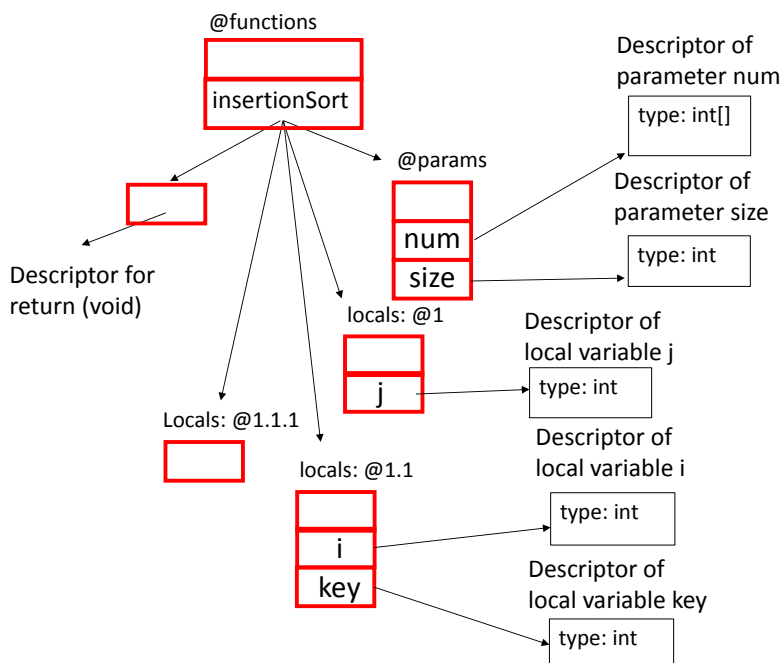 @functions
insertionSort
Descriptor of
parameter num
type: int[]
@params
num
size
Descriptor of
parameter size
type: int
Descriptor for
return (void)
locals: @1
j
Descriptor of
local variable j
type: int
Locals: @1.1.1
locals: @1.1
i
key
Descriptor of
local variable i
type: int
Descriptor of
local variable key
type: int